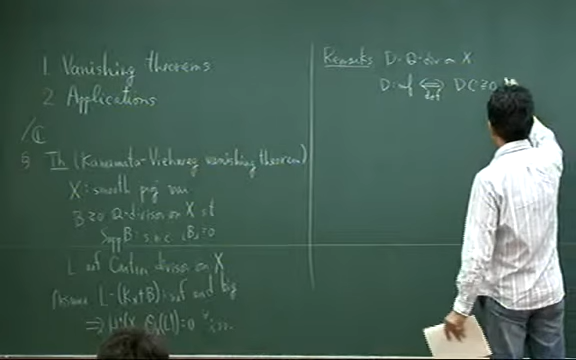 1 Vanishing theorems
2 Applications
/ℂ
§ Th (Kawamata-Viehweg vanishing theorem)
X: smooth proj var
B≥0 Q-divisor on X s.t
Supp B: s.n.c. ⌊B⌋=0
L Cartier divisor on X
Assume L-(K_X+B): nef and big
⇒ H^i(X, O_X(L))=0 ∀i>0.
Remarks D: Q-div on X
D: nef ⇔ D.C≥0
def